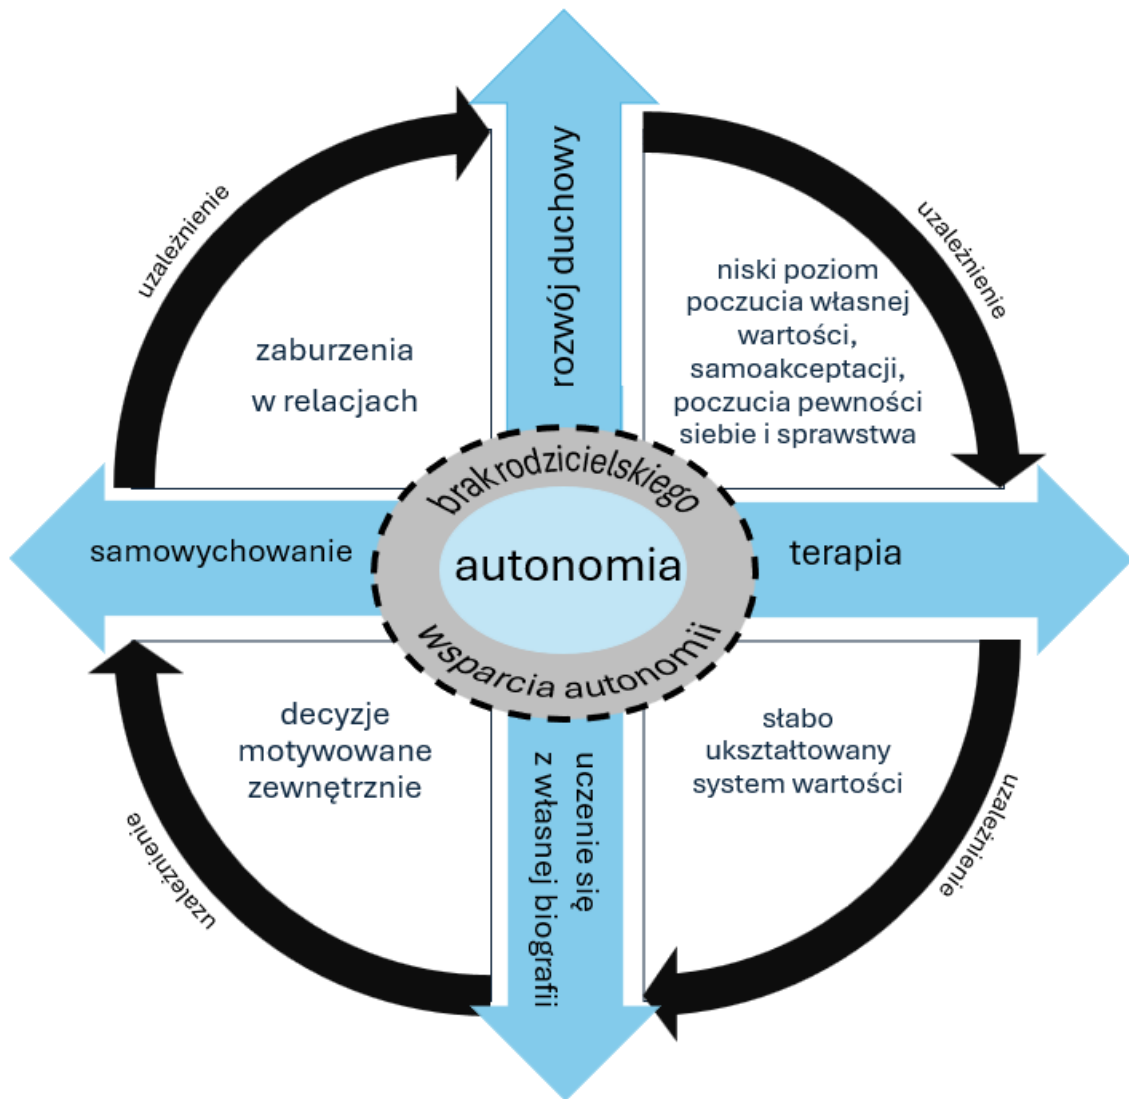 rozwój duchowy
uzależnienie
uzależnienie
zaburzenia
w relacjach
niski poziom
poczucia własnej
wartości,
samoakceptacji,
poczucia pewności
siebie i sprawstwa
brak rodzicielskiego
samowychowanie
autonomia
terapia
wsparcia autonomii
decyzje
motywowane
zewnętrznie
uczenie się
z własnej biografii
słabo
ukształtowany
system wartości
uzależnienie
uzależnienie